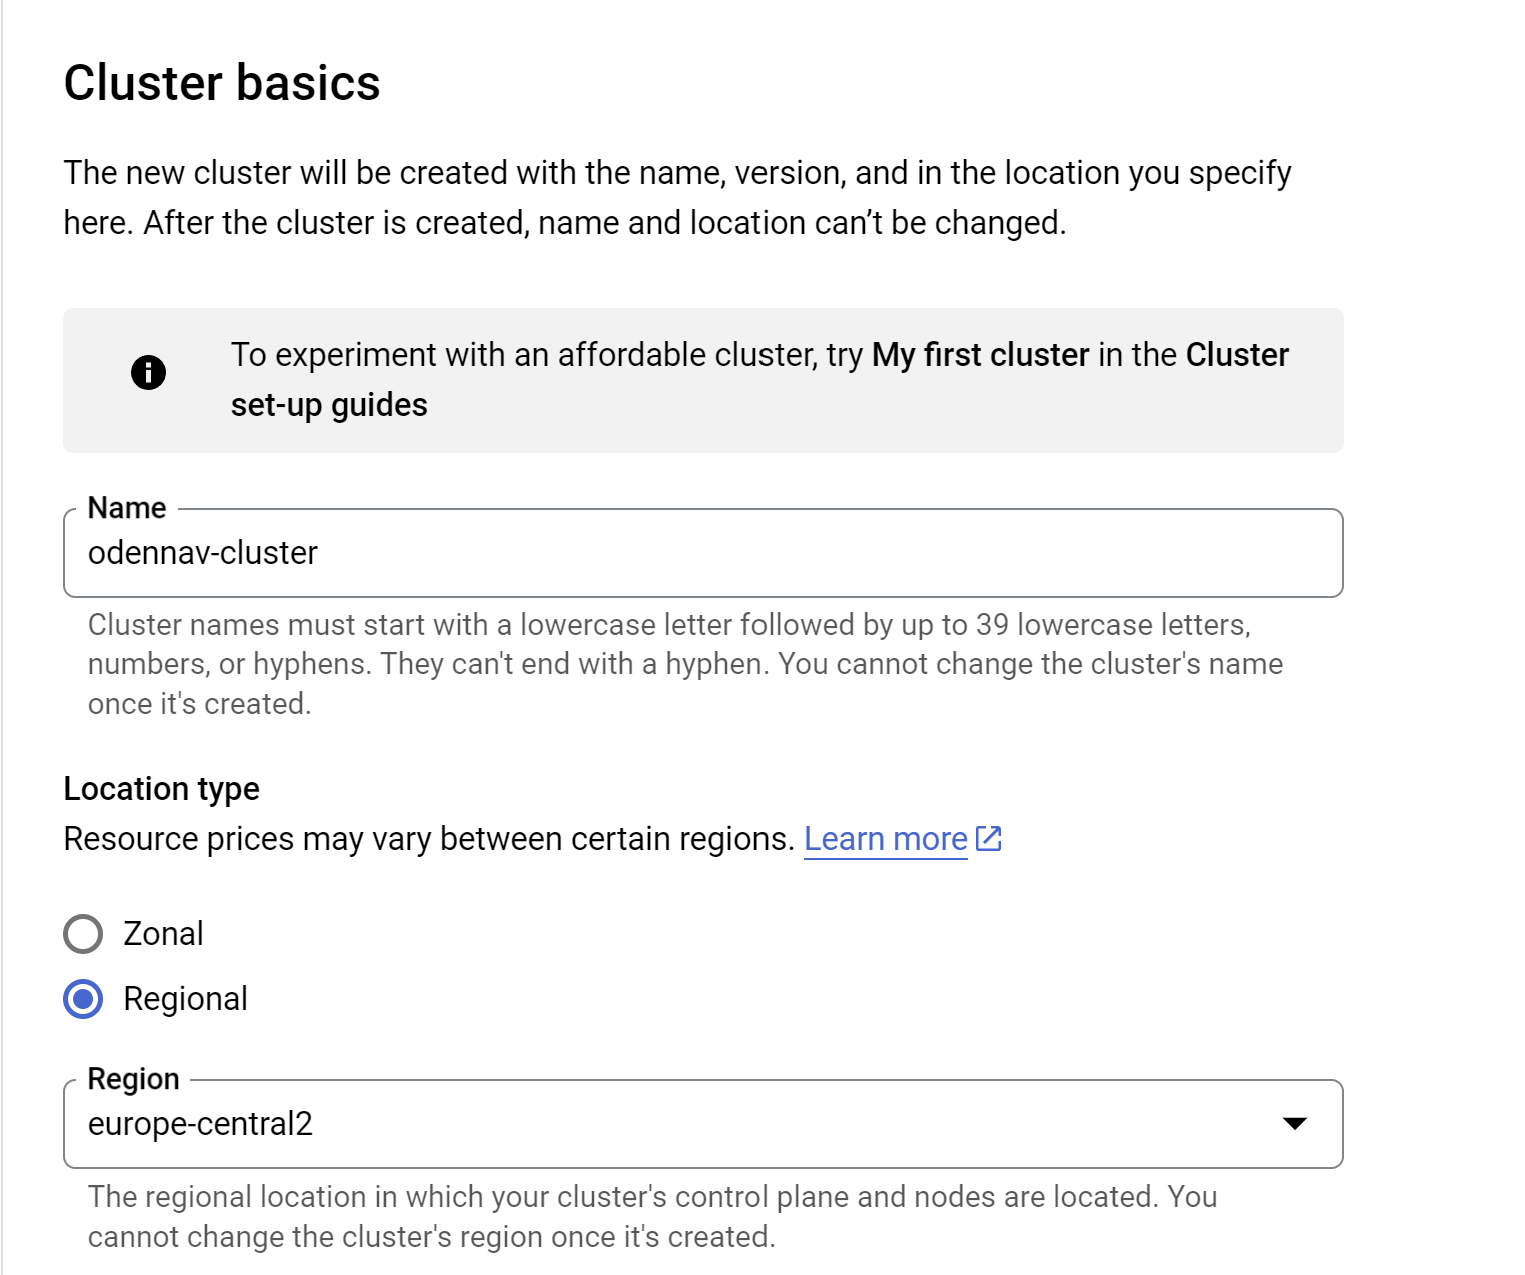 Cluster basics
The new cluster will be created with the name, version, and in the location you specify
here. After the cluster is created, name and location can’t be changed.
To experiment with an affordable cluster, try My first cluster in the Cluster
set-up guides
Name
odennav-cluster
Cluster names must start with a lowercase letter followed by up to 39 lowercase letters,
numbers, or hyphens. They can't end with a hyphen. You cannot change the cluster's name
once it's created.
Location type
Resource prices may vary between certain regions. Learn more
Zonal
Regional
Region
europe-central2
The regional location in which your cluster's control plane and nodes are located. You
cannot change the cluster's region once it's created.